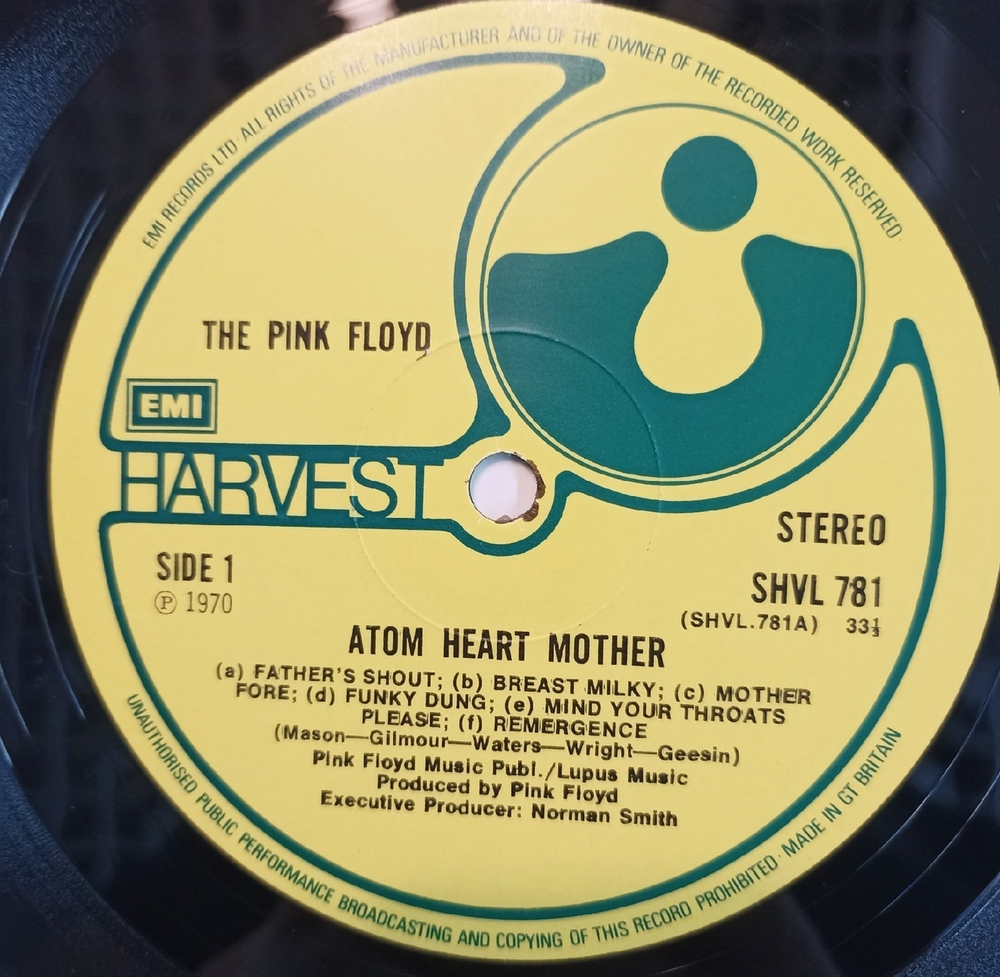 EMI RECORDS LTD ALL RIGHTS OF THE MANUFACTURER AND OF THE OWNER OF THE RECORDED WORK RESERVED
THE PINK FLOYD
EMI
HARVEST
STEREO
SIDE 1
℗ 1970
SHVL 781
(SHVL.781A) 33⅓
ATOM HEART MOTHER
(a) FATHER'S SHOUT; (b) BREAST MILKY; (c) MOTHER
FORE; (d) FUNKY DUNG; (e) MIND YOUR THROATS
PLEASE; (f) REMERGENCE
(Mason—Gilmour—Waters—Wright—Geesin)
Pink Floyd Music Publ./Lupus Music
Produced by Pink Floyd
Executive Producer: Norman Smith
UNAUTHORISED PUBLIC PERFORMANCE BROADCASTING AND COPYING OF THIS RECORD PROHIBITED · MADE IN GT BRITAIN